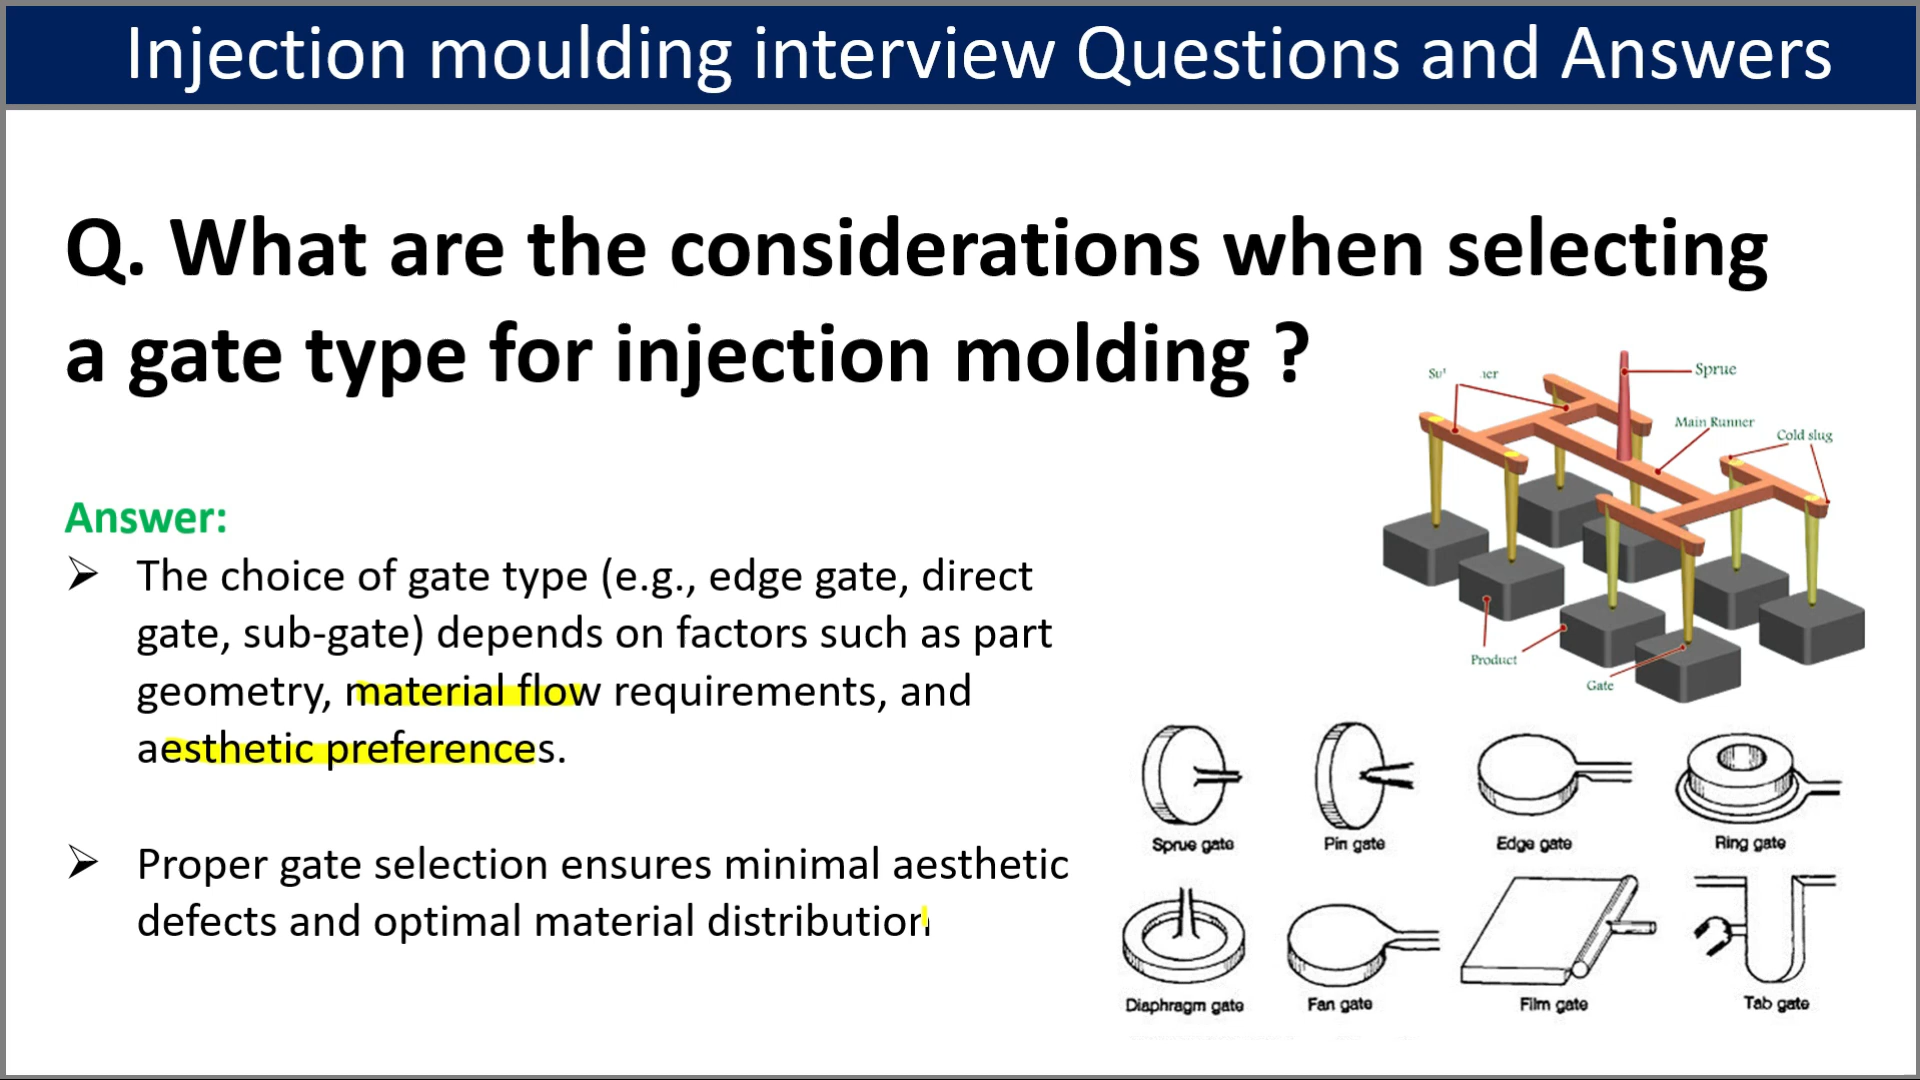 Injection moulding interview Questions and Answers
Q. What are the considerations when selecting
a gate type for injection molding ?
Sprue
Main Runner
Cold slug
Product
Gate
Answer:
➢ The choice of gate type (e.g., edge gate, direct
gate, sub-gate) depends on factors such as part
geometry, material flow requirements, and
aesthetic preferences.
➢ Proper gate selection ensures minimal aesthetic
defects and optimal material distribution
Sprue gate
Pin gate
Edge gate
Ring gate
Diaphragm gate
Fan gate
Film gate
Tab gate